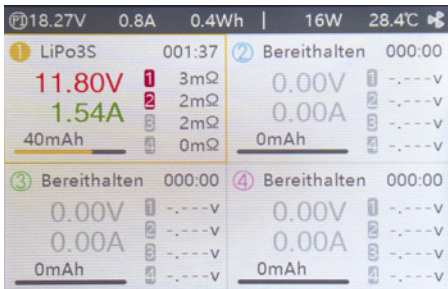 PD 18.27V 0.8A 0.4Wh | 16W 28.4℃
1 LiPo3S 001:37
11.80V 1 3mΩ
1.54A 2 2mΩ
3 2mΩ
40mAh 4 0mΩ
2 Bereithalten 000:00
0.00V 1 -.---V
0.00A 2 -.---V
3 -.---V
0mAh 4 -.---V
3 Bereithalten 000:00
0.00V 1 -.---V
0.00A 2 -.---V
3 -.---V
0mAh 4 -.---V
4 Bereithalten 000:00
0.00V 1 -.---V
0.00A 2 -.---V
3 -.---V
0mAh 4 -.---V